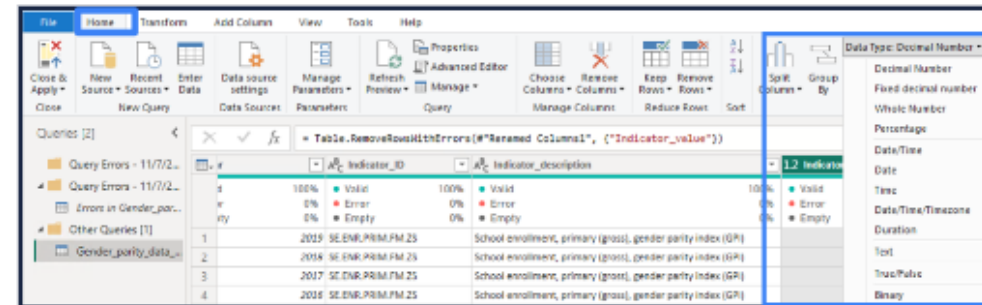 File Home Transform Add Column View Tools Help
Close & Apply New Source Recent Sources Enter Data Data source settings Manage Parameters Refresh Preview Properties Advanced Editor Manage Choose Columns Remove Columns Keep Rows Remove Rows Split Column Group By Data Type: Decimal Number
Close New Query Data Sources Parameters Query Manage Columns Reduce Rows Sort
Decimal Number
Fixed decimal number
Whole Number
Percentage
Date/Time
Date
Time
Date/Time/Timezone
Duration
Text
True/False
Binary
Queries [2]
= Table.RemoveRowsWithErrors(#"Renamed Columns1", {"Indicator_value"})
Query Errors - 11/7/2...
Query Errors - 11/7/2...
Errors in Gender_par...
Other Queries [1]
Gender_parity_data_...
r ABC Indicator_ID ABC Indicator_description 1.2 Indicator
d 100% Valid 100% Valid 100% Valid
or 0% Error 0% Error 0% Error
ty 0% Empty 0% Empty 0% Empty
1 2019 SE.ENR.PRIM.FM.ZS School enrollment, primary (gross), gender parity index (GPI)
2 2018 SE.ENR.PRIM.FM.ZS School enrollment, primary (gross), gender parity index (GPI)
3 2017 SE.ENR.PRIM.FM.ZS School enrollment, primary (gross), gender parity index (GPI)
4 2016 SE.ENR.PRIM.FM.ZS School enrollment, primary (gross), gender parity index (GPI)